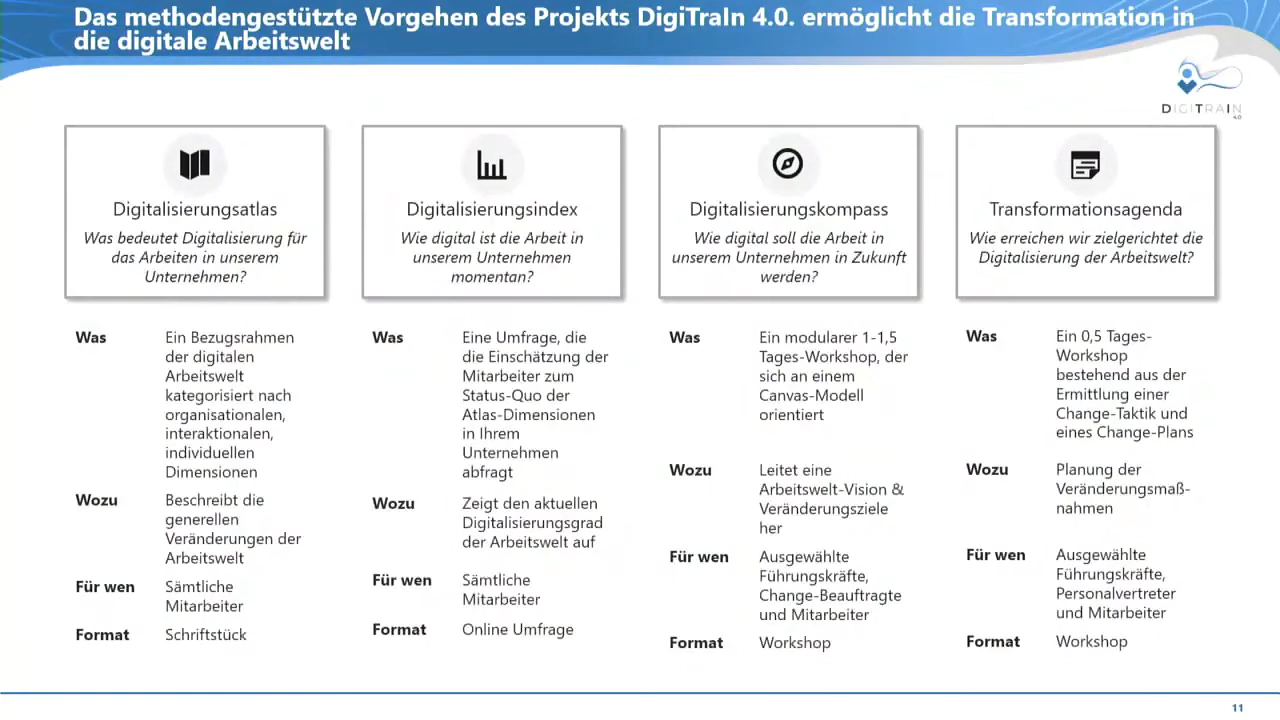 Das methodengestützte Vorgehen des Projekts DigiTraIn 4.0. ermöglicht die Transformation in
die digitale Arbeitswelt
DIGITRAIN
4.0
Digitalisierungsatlas
Was bedeutet Digitalisierung für
das Arbeiten in unserem
Unternehmen?
Was
Ein Bezugsrahmen
der digitalen
Arbeitswelt
kategorisiert nach
organisationalen,
interaktionalen,
individuellen
Dimensionen
Wozu
Beschreibt die
generellen
Veränderungen der
Arbeitswelt
Für wen
Sämtliche
Mitarbeiter
Format
Schriftstück
Digitalisierungsindex
Wie digital ist die Arbeit in
unserem Unternehmen
momentan?
Was
Eine Umfrage, die
die Einschätzung der
Mitarbeiter zum
Status-Quo der
Atlas-Dimensionen
in Ihrem
Unternehmen
abfragt
Wozu
Zeigt den aktuellen
Digitalisierungsgrad
der Arbeitswelt auf
Für wen
Sämtliche
Mitarbeiter
Format
Online Umfrage
Digitalisierungskompass
Wie digital soll die Arbeit in
unserem Unternehmen in Zukunft
werden?
Was
Ein modularer 1-1,5
Tages-Workshop, der
sich an einem
Canvas-Modell
orientiert
Wozu
Leitet eine
Arbeitswelt-Vision &
Veränderungsziele
her
Für wen
Ausgewählte
Führungskräfte,
Change-Beauftragte
und Mitarbeiter
Format
Workshop
Transformationsagenda
Wie erreichen wir zielgerichtet die
Digitalisierung der Arbeitswelt?
Was
Ein 0,5 Tages-
Workshop
bestehend aus der
Ermittlung einer
Change-Taktik und
eines Change-Plans
Wozu
Planung der
Veränderungsmaß-
nahmen
Für wen
Ausgewählte
Führungskräfte,
Personalvertreter
und Mitarbeiter
Format
Workshop
11